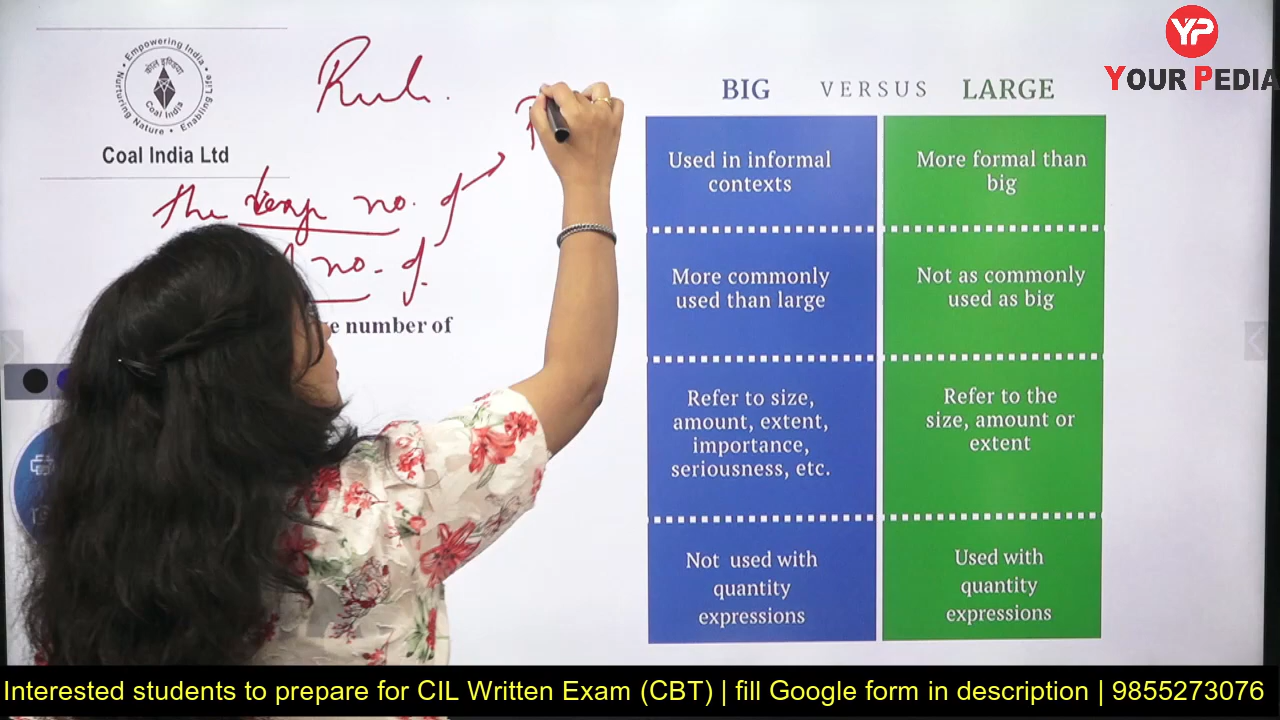 Empowering India
Enabling Life
Nurturing Nature
कोल इण्डिया
Coal India
Coal India Ltd
Rule.
the large no. of
no. of
e number of
BIG VERSUS LARGE
Used in informal
contexts
More formal than
big
More commonly
used than large
Not as commonly
used as big
Refer to size,
amount, extent,
importance,
seriousness, etc.
Refer to the
size, amount or
extent
Not used with
quantity
expressions
Used with
quantity
expressions
YP
YOUR PEDIA
Interested students to prepare for CIL Written Exam (CBT) | fill Google form in description | 9855273076